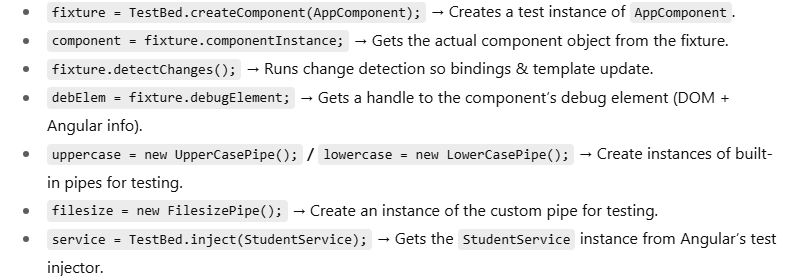 • fixture = TestBed.createComponent(AppComponent); → Creates a test instance of AppComponent.
• component = fixture.componentInstance; → Gets the actual component object from the fixture.
• fixture.detectChanges(); → Runs change detection so bindings & template update.
• debElem = fixture.debugElement; → Gets a handle to the component's debug element (DOM +
Angular info).
• uppercase = new UpperCasePipe(); / lowercase = new LowerCasePipe(); → Create instances of built-
in pipes for testing.
• filesize = new FilesizePipe(); → Create an instance of the custom pipe for testing.
• service = TestBed.inject(StudentService); → Gets the StudentService instance from Angular's test
injector.